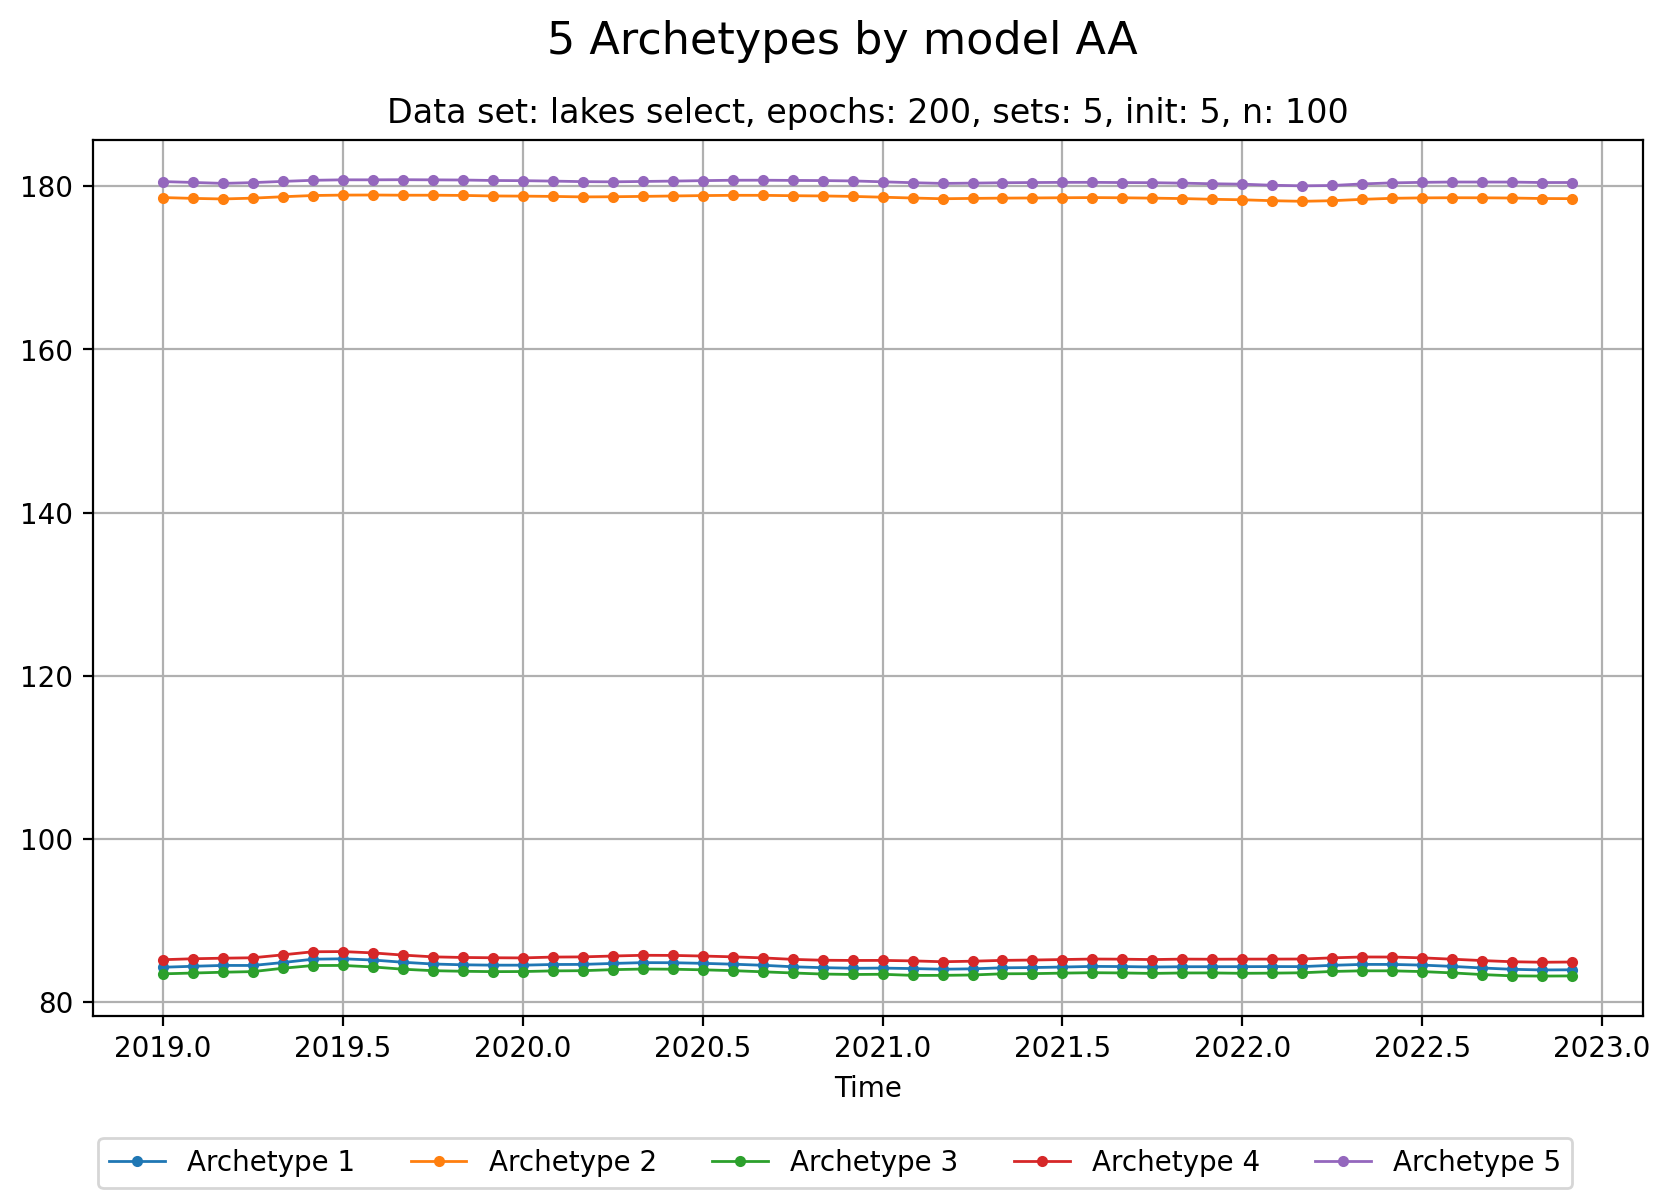 5 Archetypes by model AA
Data set: lakes select, epochs: 200, sets: 5, init: 5, n: 100
180
160
140
120
100
80
2019.0 2019.5 2020.0 2020.5 2021.0 2021.5 2022.0 2022.5 2023.0
Time
Archetype 1 Archetype 2 Archetype 3 Archetype 4 Archetype 5